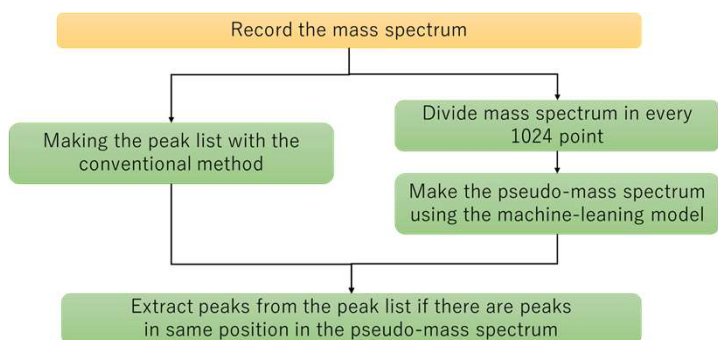 Record the mass spectrum
Making the peak list with the
conventional method
Divide mass spectrum in every
1024 point
Make the pseudo-mass spectrum
using the machine-leaning model
Extract peaks from the peak list if there are peaks
in same position in the pseudo-mass spectrum